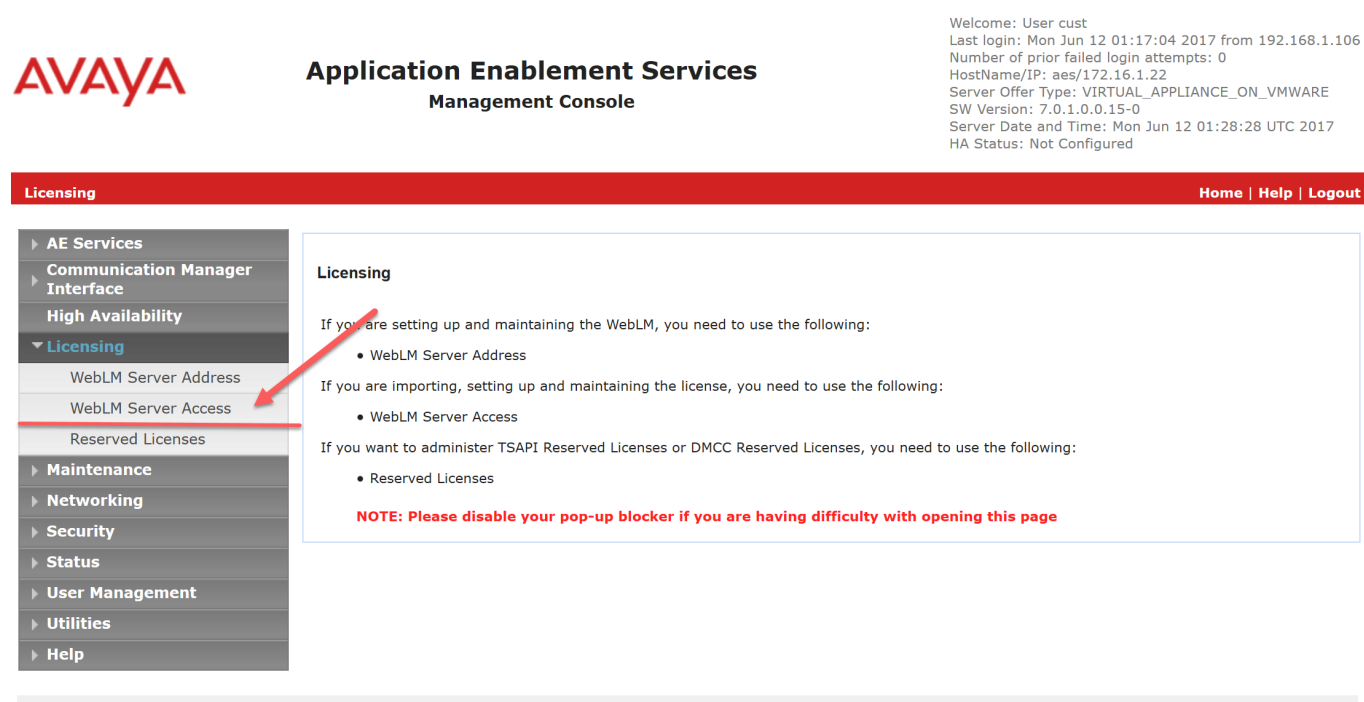 AVAYA
Application Enablement Services
Management Console
Welcome: User cust
Last login: Mon Jun 12 01:17:04 2017 from 192.168.1.106
Number of prior failed login attempts: 0
HostName/IP: aes/172.16.1.22
Server Offer Type: VIRTUAL_APPLIANCE_ON_VMWARE
SW Version: 7.0.1.0.0.15-0
Server Date and Time: Mon Jun 12 01:28:28 UTC 2017
HA Status: Not Configured
Licensing
Home | Help | Logout
AE Services
Communication Manager
Interface
High Availability
Licensing
WebLM Server Address
WebLM Server Access
Reserved Licenses
Maintenance
Networking
Security
Status
User Management
Utilities
Help
Licensing
If you are setting up and maintaining the WebLM, you need to use the following:
• WebLM Server Address
If you are importing, setting up and maintaining the license, you need to use the following:
• WebLM Server Access
If you want to administer TSAPI Reserved Licenses or DMCC Reserved Licenses, you need to use the following:
• Reserved Licenses
NOTE: Please disable your pop-up blocker if you are having difficulty with opening this page